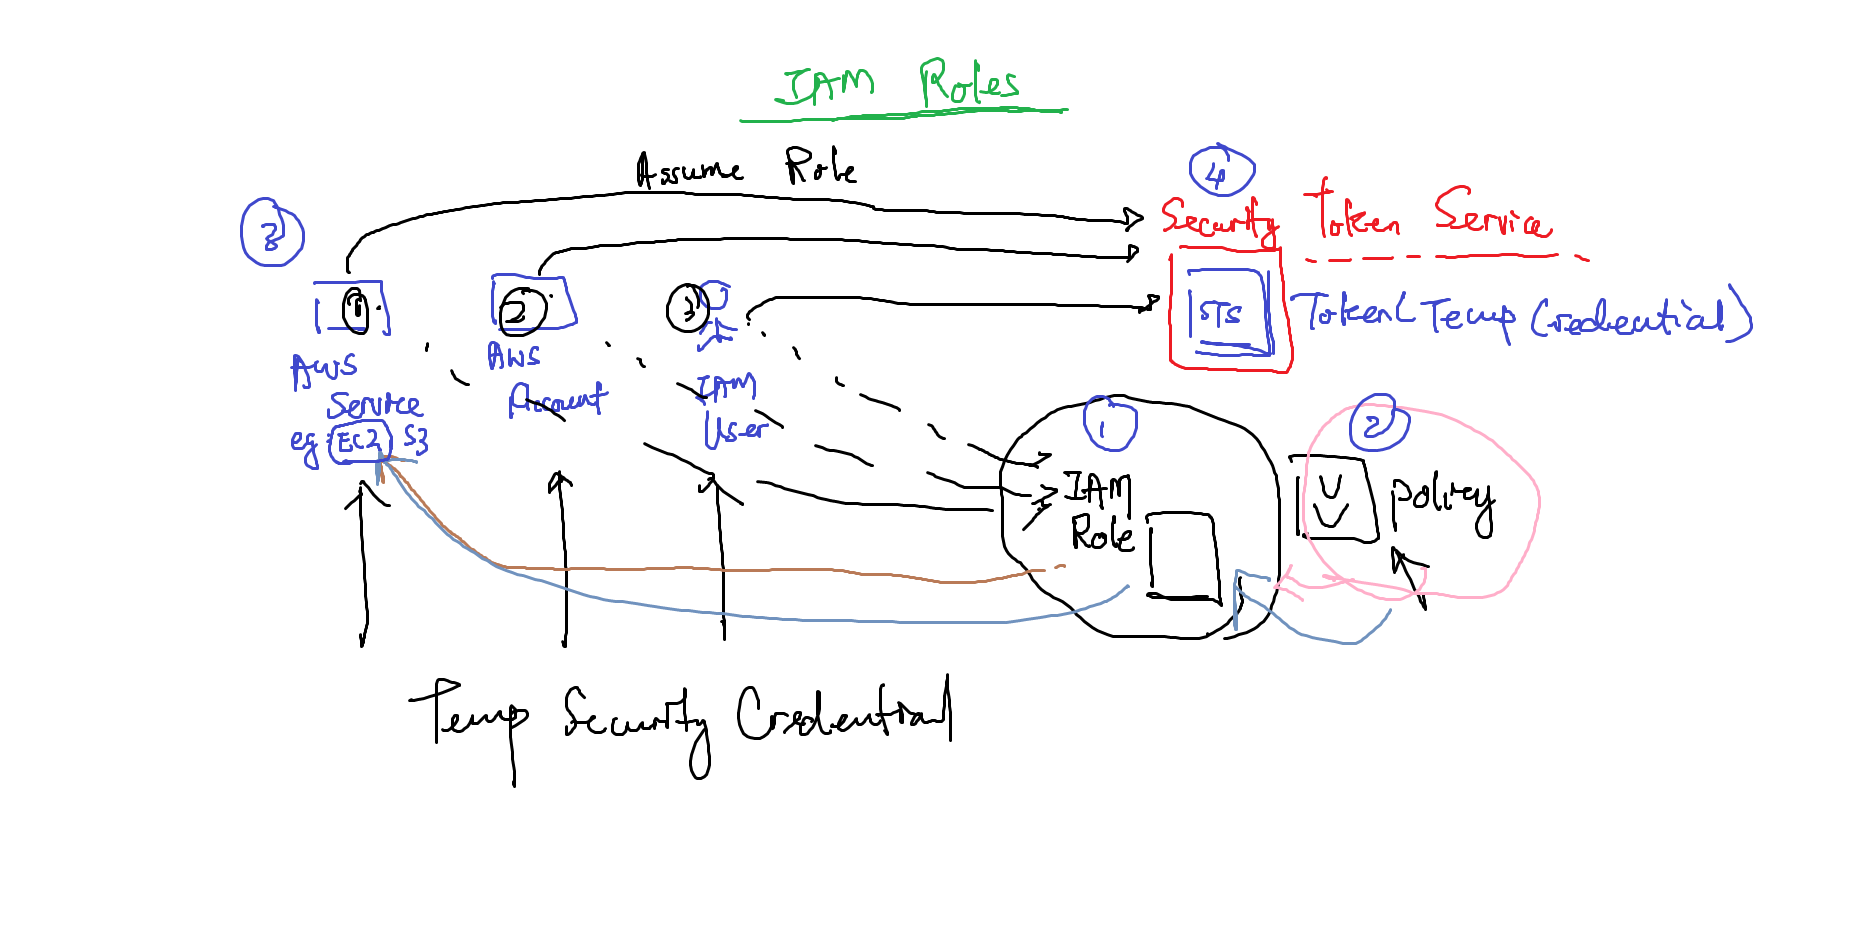 IAM Roles
Assume Role
3
4
Security Token Service
1
2
3
STS
Token (Temp Credential)
AWS
Service
eg: EC2 S3
AWS
Account
IAM
User
1
IAM
Role
2
policy
Temp Security Credential